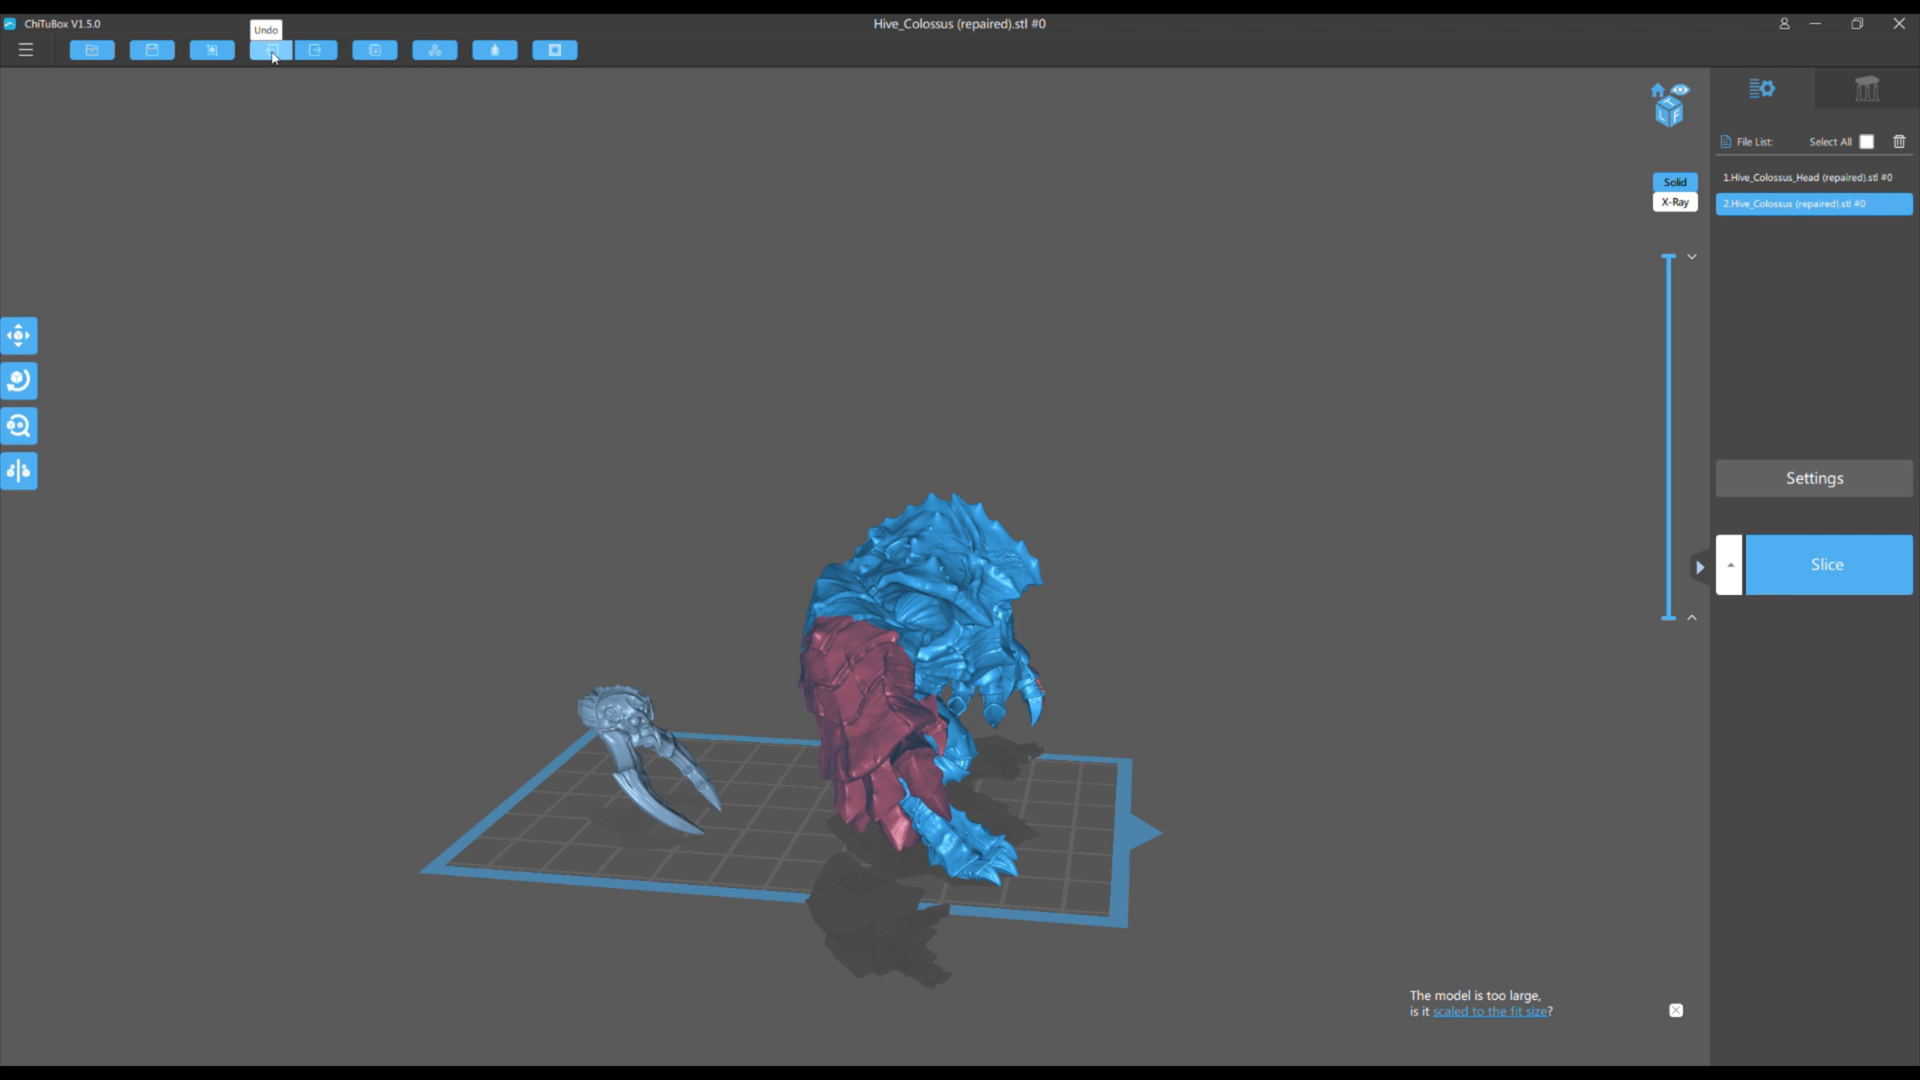 ChiTuBox V1.5.0
Hive_Colossus (repaired).stl #0
Undo
T
L F
File List:
Select All
1.Hive_Colossus_Head (repaired).stl #0
2.Hive_Colossus (repaired).stl #0
Solid
X-Ray
Settings
Slice
The model is too large,
is it scaled to the fit size?